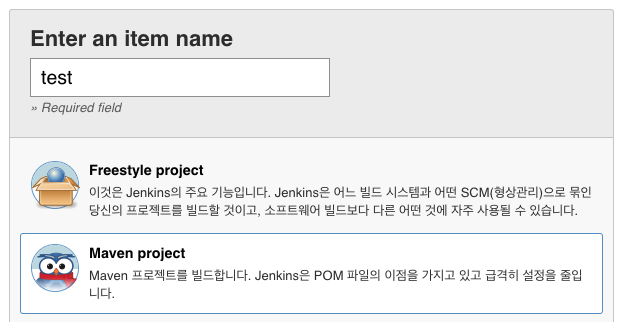 Enter an item name
test
» Required field
Freestyle project
이것은 Jenkins의 주요 기능입니다. Jenkins은 어느 빌드 시스템과 어떤 SCM(형상관리)으로 묶인
당신의 프로젝트를 빌드할 것이고, 소프트웨어 빌드보다 다른 어떤 것에 자주 사용될 수 있습니다.
Maven project
Maven 프로젝트를 빌드합니다. Jenkins은 POM 파일의 이점을 가지고 있고 급격히 설정을 줄입
니다.